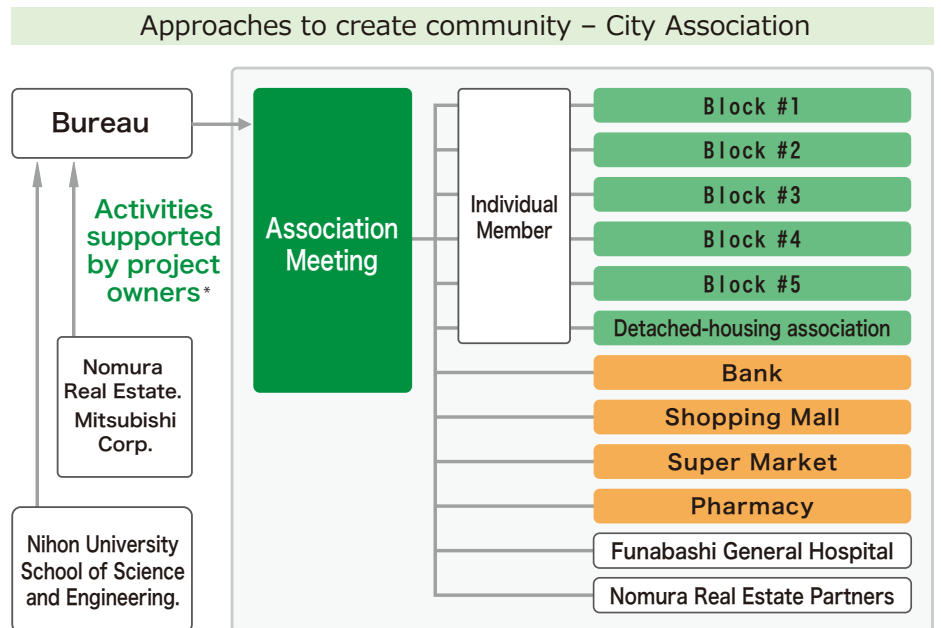 Approaches to create community – City Association
Bureau
Activities
supported
by project
owners*
Nomura
Real Estate.
Mitsubishi
Corp.
Nihon University
School of Science
and Engineering.
Association
Meeting
Individual
Member
Block #1
Block #2
Block #3
Block #4
Block #5
Detached-housing association
Bank
Shopping Mall
Super Market
Pharmacy
Funabashi General Hospital
Nomura Real Estate Partners